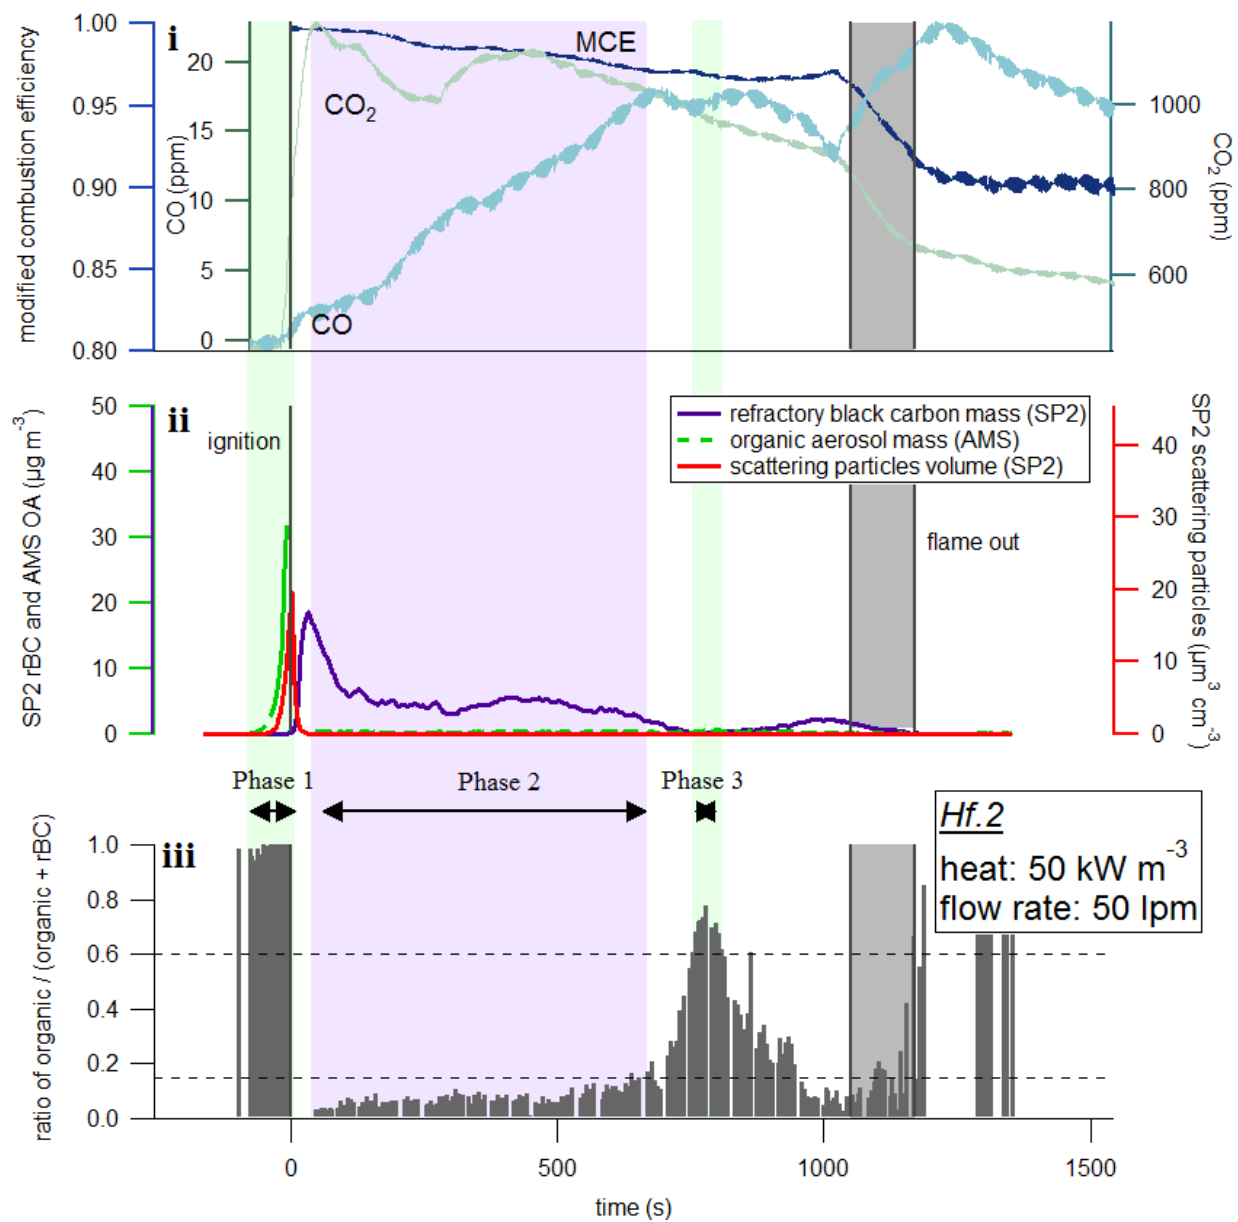 i
modified combustion efficiency
1.00
0.95
0.90
0.85
0.80
CO (ppm)
20
15
10
5
0
MCE
CO₂
CO
1000
800
600
CO₂ (ppm)
ii
SP2 rBC and AMS OA (µg m⁻³)
50
40
30
20
10
0
ignition
refractory black carbon mass (SP2)
organic aerosol mass (AMS)
scattering particles volume (SP2)
flame out
40
30
20
10
0
SP2 scattering particles (µm³ cm⁻³)
Phase 1
Phase 2
Phase 3
iii
ratio of organic / (organic + rBC)
1.0
0.8
0.6
0.4
0.2
0.0
Hf.2
heat: 50 kW m⁻³
flow rate: 50 lpm
0
500
1000
1500
time (s)